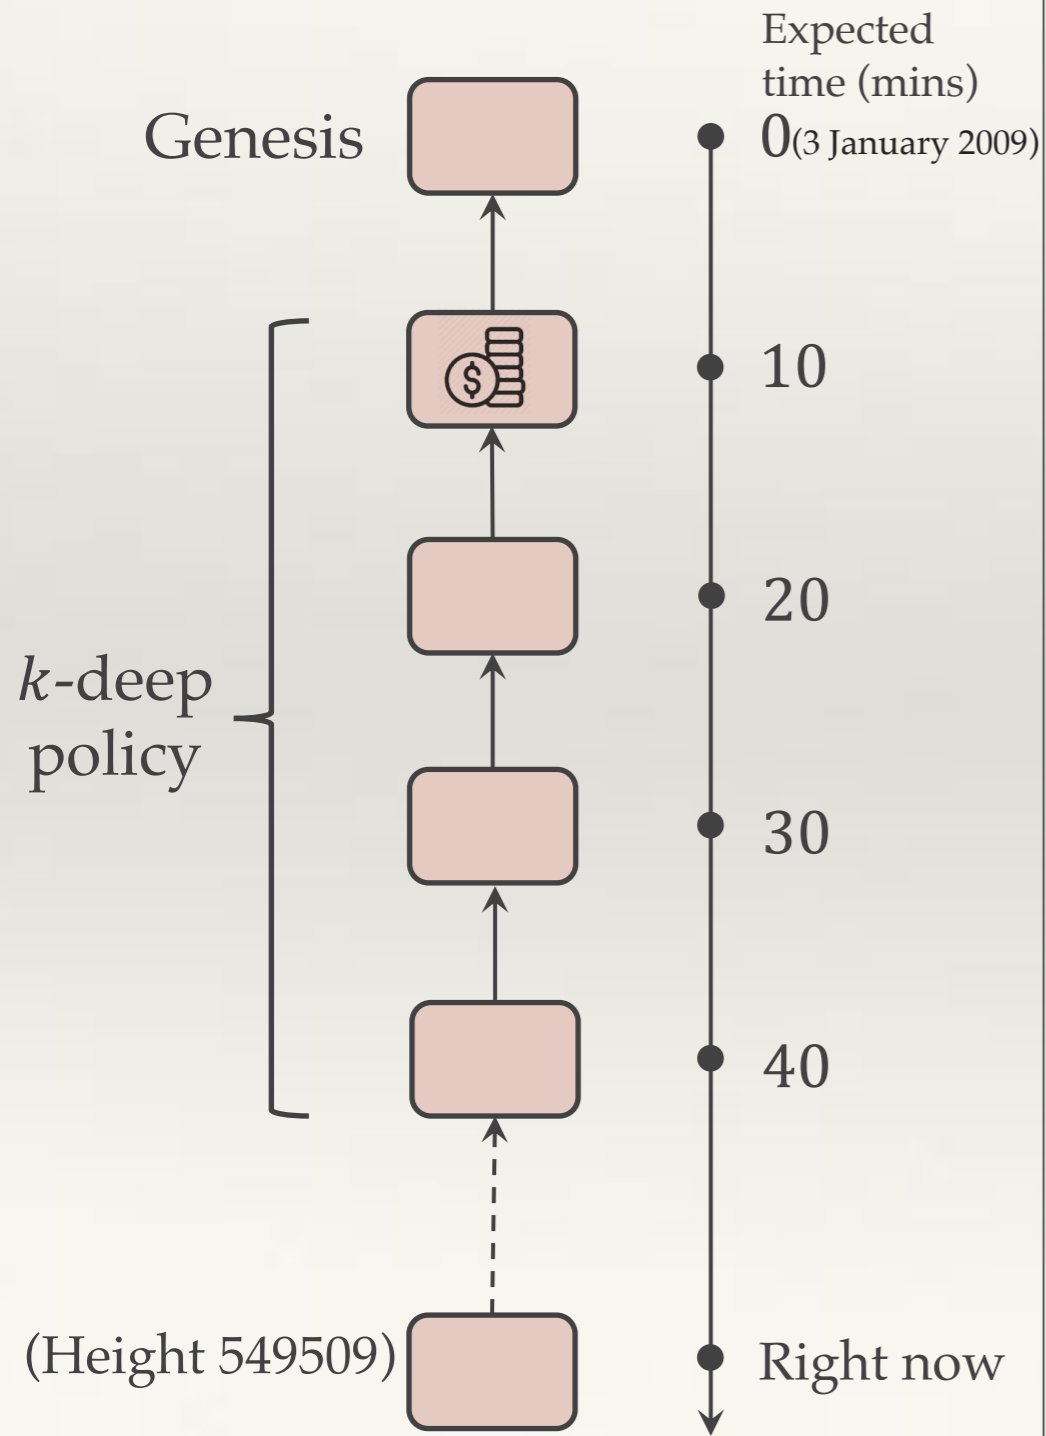 Expected
time (mins)
Genesis
0(3 January 2009)
$
10
20
k-deep
policy
30
40
(Height 549509)
Right now